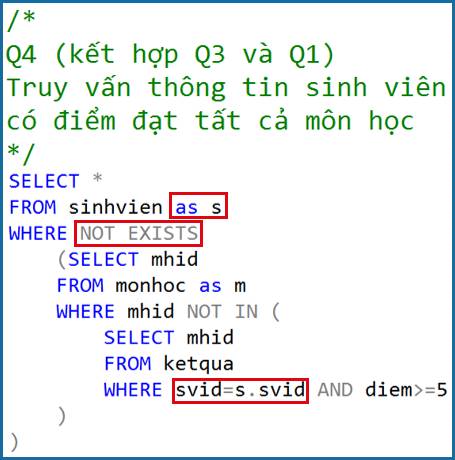 /*
Q4 (kết hợp Q3 và Q1)
Truy vấn thông tin sinh viên
có điểm đạt tất cả môn học
*/
SELECT *
FROM sinhvien as s
WHERE NOT EXISTS
(SELECT mhid
FROM monhoc as m
WHERE mhid NOT IN (
SELECT mhid
FROM ketqua
WHERE svid=s.svid AND diem>=5
)
)